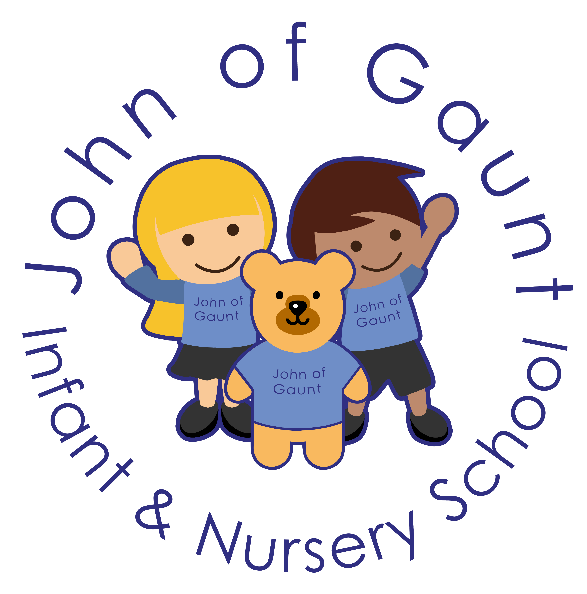 John of Gaunt
Infant & Nursery School
John of
Gaunt
John of
Gaunt
John of
Gaunt